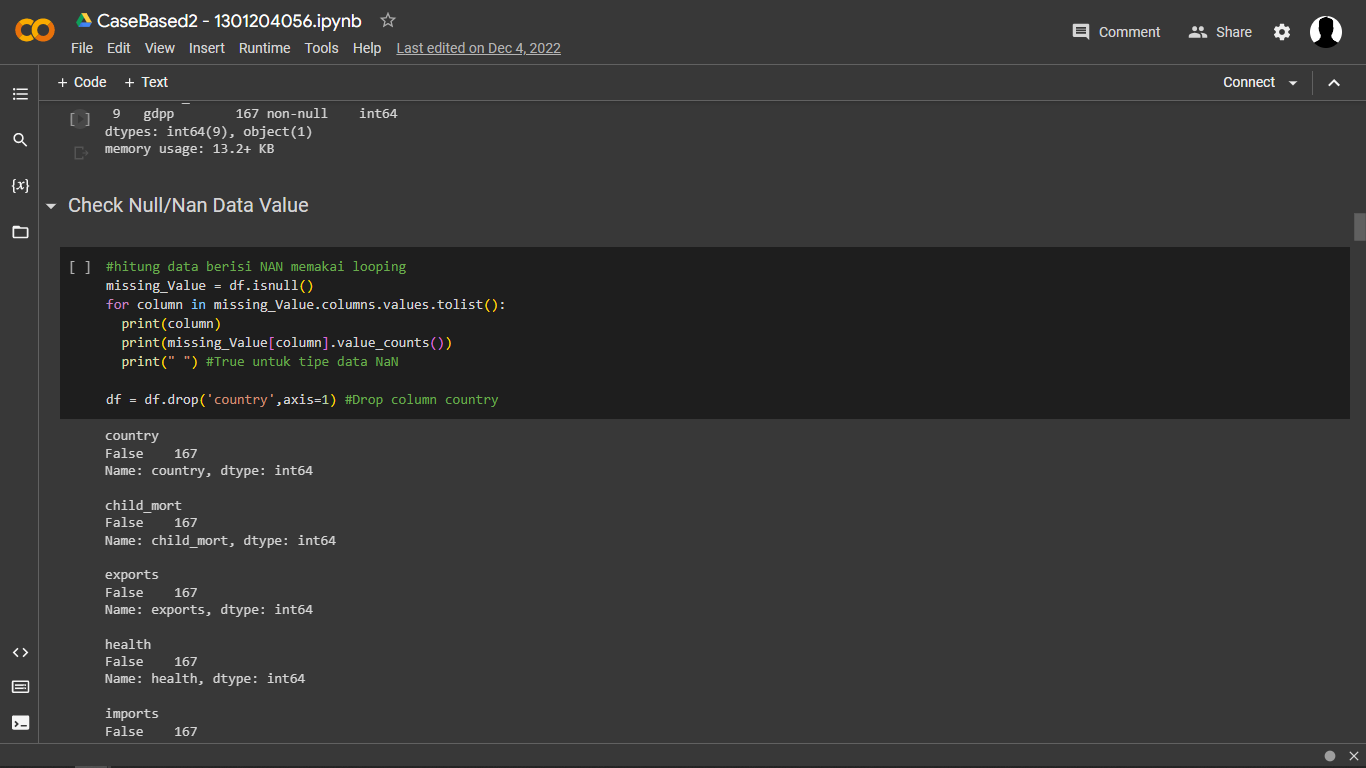 CaseBased2 - 1301204056.ipynb
File Edit View Insert Runtime Tools Help Last edited on Dec 4, 2022
Comment Share
+ Code + Text
Connect
[ ] 9 gdpp 167 non-null int64
dtypes: int64(9), object(1)
memory usage: 13.2+ KB
{x}
Check Null/Nan Data Value
[ ] #hitung data berisi NAN memakai looping
missing_Value = df.isnull()
for column in missing_Value.columns.values.tolist():
  print(column)
  print(missing_Value[column].value_counts())
  print(" ") #True untuk tipe data NaN
df = df.drop('country',axis=1) #Drop column country
country
False    167
Name: country, dtype: int64
child_mort
False    167
Name: child_mort, dtype: int64
exports
False    167
Name: exports, dtype: int64
health
False    167
Name: health, dtype: int64
imports
False    167